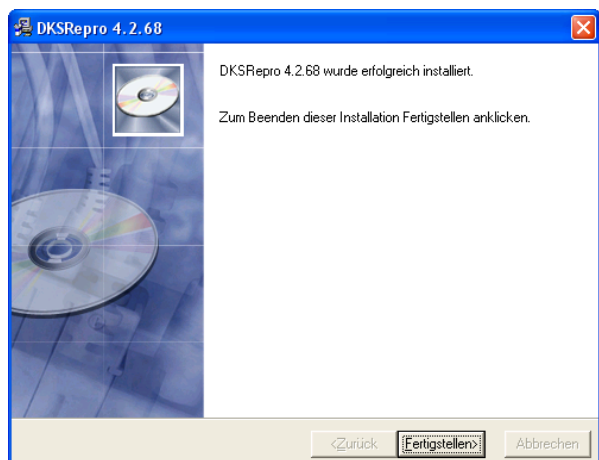 DKSRepro 4.2.68
DKSRepro 4.2.68 wurde erfolgreich installiert.
Zum Beenden dieser Installation Fertigstellen anklicken.
<Zurück Fertigstellen> Abbrechen